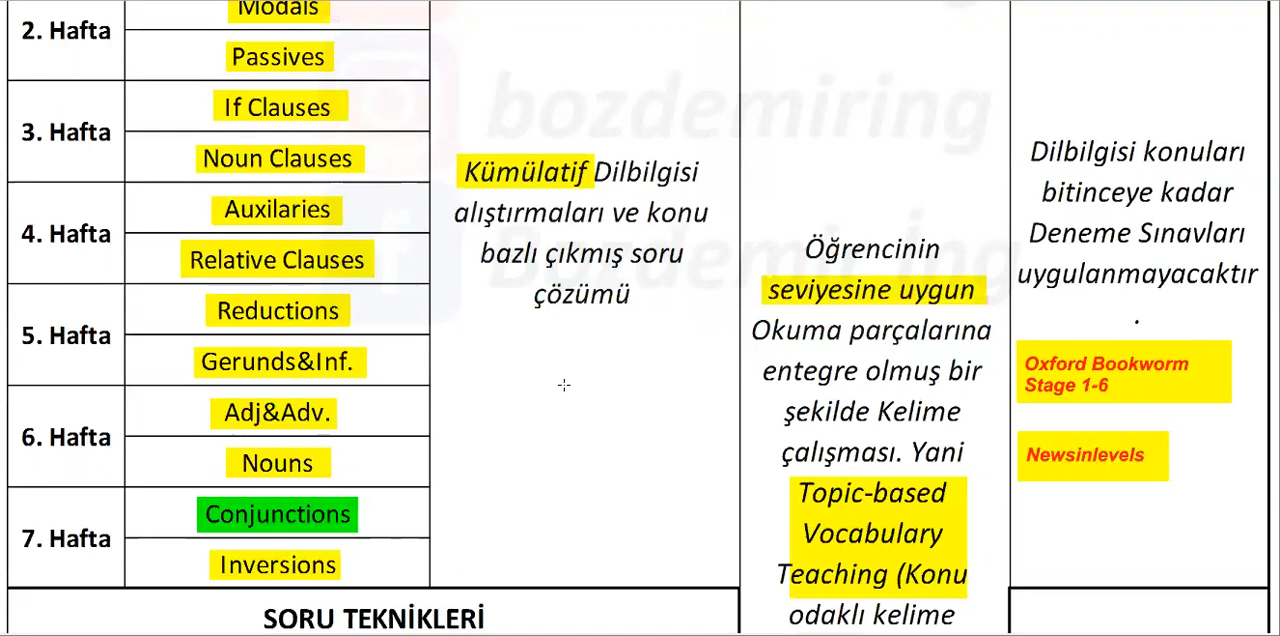 Modals
2. Hafta
Passives
If Clauses
3. Hafta
Noun Clauses
Auxilaries
4. Hafta
Relative Clauses
Reductions
5. Hafta
Gerunds&Inf.
Adj&Adv.
6. Hafta
Nouns
Conjunctions
7. Hafta
Inversions
Kümülatif Dilbilgisi
alıştırmaları ve konu
bazlı çıkmış soru
çözümü
Öğrencinin
seviyesine uygun
Okuma parçalarına
entegre olmuş bir
şekilde Kelime
çalışması. Yani
Topic-based
Vocabulary
Teaching (Konu
odaklı kelime
Dilbilgisi konuları
bitinceye kadar
Deneme Sınavları
uygulanmayacaktır
.
Oxford Bookworm
Stage 1-6
Newsinlevels
SORU TEKNİKLERİ
bozdemiring
Bozdemiring